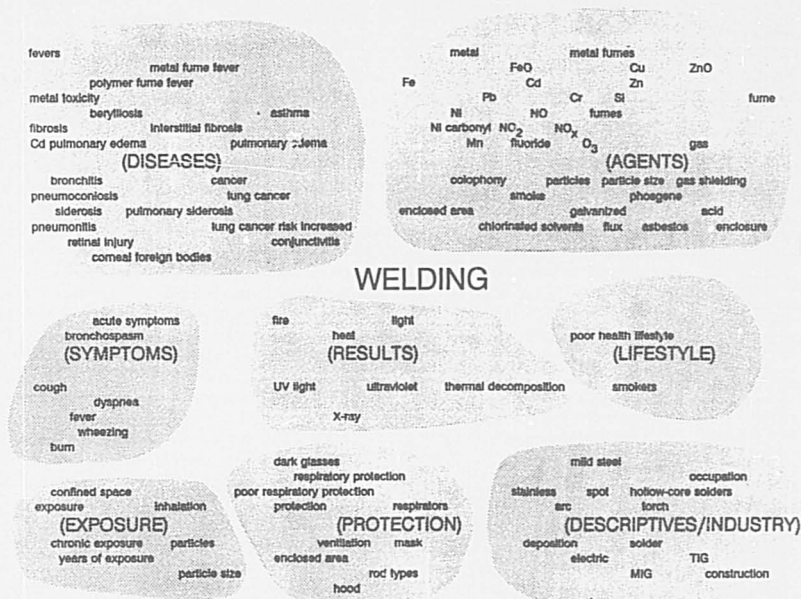 fevers
metal fume fever
polymer fume fever
metal toxicity
berylliosis
asthma
fibrosis
interstitial fibrosis
Cd pulmonary edema
pulmonary edema
(DISEASES)
bronchitis
cancer
pneumoconiosis
lung cancer
siderosis
pulmonary siderosis
pneumonitis
lung cancer risk increased
retinal injury
conjunctivitis
corneal foreign bodies
metal
metal fumes
FeO
Cu
ZnO
Fe
Cd
Zn
Pb
Cr
Si
fume
Ni
NO
fumes
Ni carbonyl
NO2
NOx
Mn
fluoride
O3
gas
(AGENTS)
colophony
particles
particle size
gas shielding
smoke
phosgene
enclosed area
galvanized
acid
chlorinated solvents
flux
asbestos
enclosure
WELDING
acute symptoms
bronchospasm
(SYMPTOMS)
cough
dyspnea
fever
wheezing
burn
fire
light
heat
(RESULTS)
UV light
ultraviolet
thermal decomposition
X-ray
poor health lifestyle
(LIFESTYLE)
smokers
confined space
exposure
inhalation
(EXPOSURE)
chronic exposure
particles
years of exposure
particle size
dark glasses
respiratory protection
poor respiratory protection
protection
respirators
(PROTECTION)
ventilation
mask
enclosed area
rod types
hood
mild steel
occupation
stainless
spot
hollow-core solders
arc
torch
(DESCRIPTIVES/INDUSTRY)
deposition
solder
electric
TIG
MIG
construction